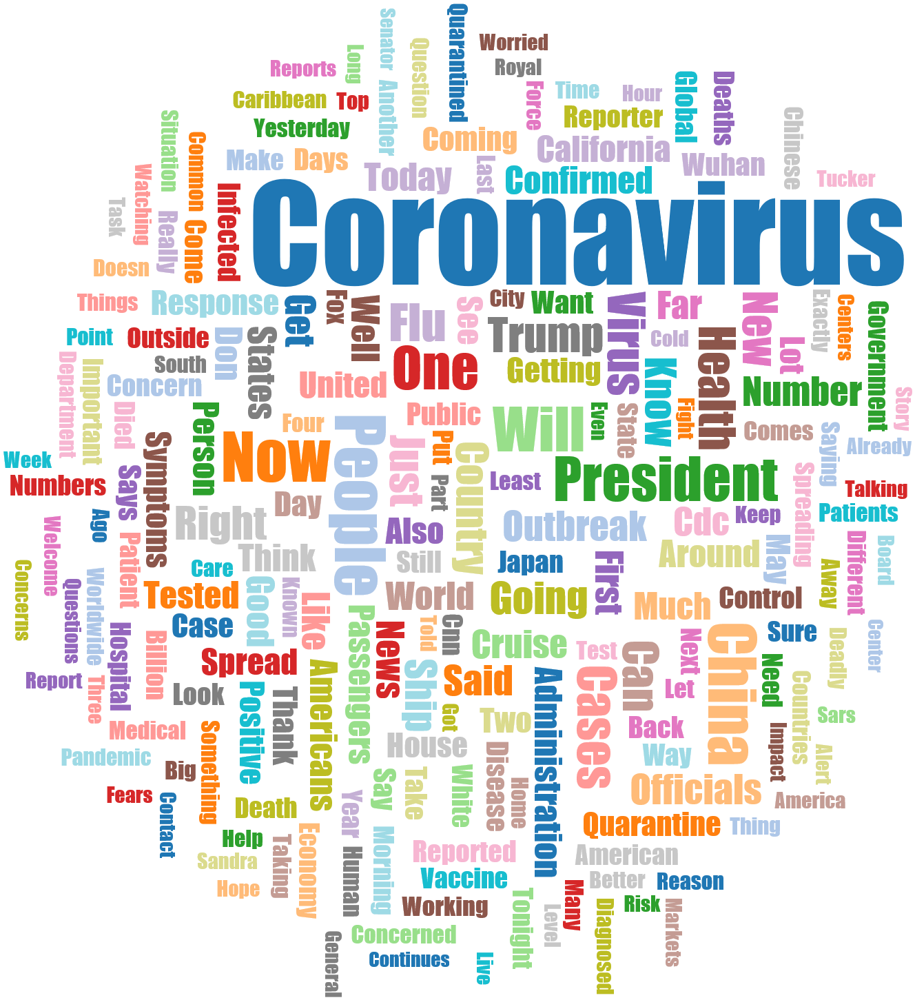 Senator
Quarantined
Worried
Long
Question
Reports
Royal
Another
Force
Time
Hour
Global
Deaths
Caribbean
Top
Reporter
Chinese
Situation
Yesterday
Coming
California
Common
Make
Days
Last
Wuhan
Watching
Today
Confirmed
Tucker
Infected
Coronavirus
Task
Really
Come
Doesn
Things
Response
Get
Fox
Well
Flu
See
City
Want
Virus
Far
New
Exactly
Centers
Government
Point
Outside
Don
States
Trump
Cold
Health
Lot
South
One
Getting
Know
Department
Important
Concern
United
Number
Story
Died
Person
Four
People
Public
Will
Even
State
Fight
Comes
Saying
Already
Week
Symptoms
Now
Just
Put
Country
Numbers
Says
Part
Least
President
Spreading
Talking
Day
Right
Also
Outbreak
Cdc
Keep
Patients
Ago
Welcome
Patient
Think
Still
Japan
First
Around
May
Different
Board
Concerns
Worldwide
Care
Good
Known
World
Going
Away
Questions
Tested
Like
Much
Control
Case
Passengers
News
Told
Cnn
Cruise
Test
Can
Next
China
Sure
Deadly
Center
Hospital
Billion
Spread
Americans
Ship
Said
Administration
Cases
Need
Report
Three
Look
Positive
Thank
Let
Countries
Got
Two
Back
Sars
Medical
Something
House
Impact
Pandemic
Disease
Way
Alert
Big
Say
Take
White
Home
Officials
Fears
Contact
Death
Year
America
Quarantine
Thing
Help
Taking
Economy
Morning
Reported
American
Sandra
Human
Vaccine
Better
Reason
Hope
Working
Tonight
Level
Many
Diagnosed
Risk
Markets
General
Concerned
Continues
Live